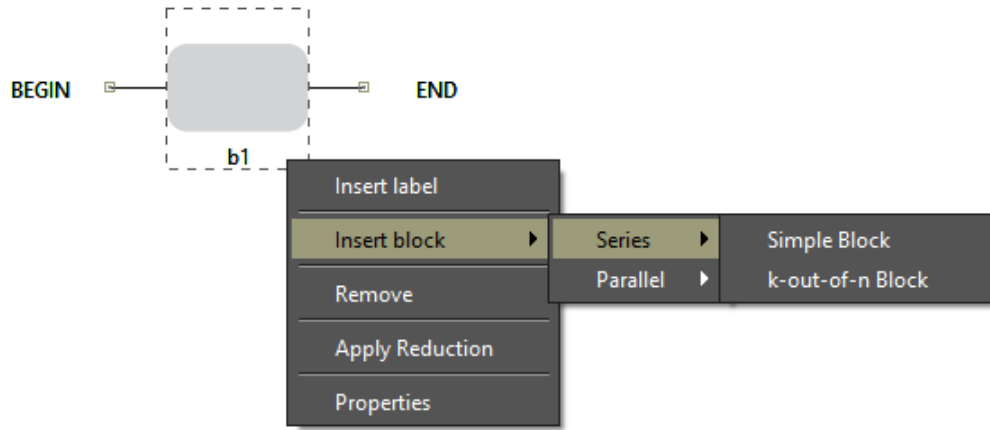 BEGIN
END
b1
Insert label
Insert block
Series
Simple Block
Parallel
k-out-of-n Block
Remove
Apply Reduction
Properties